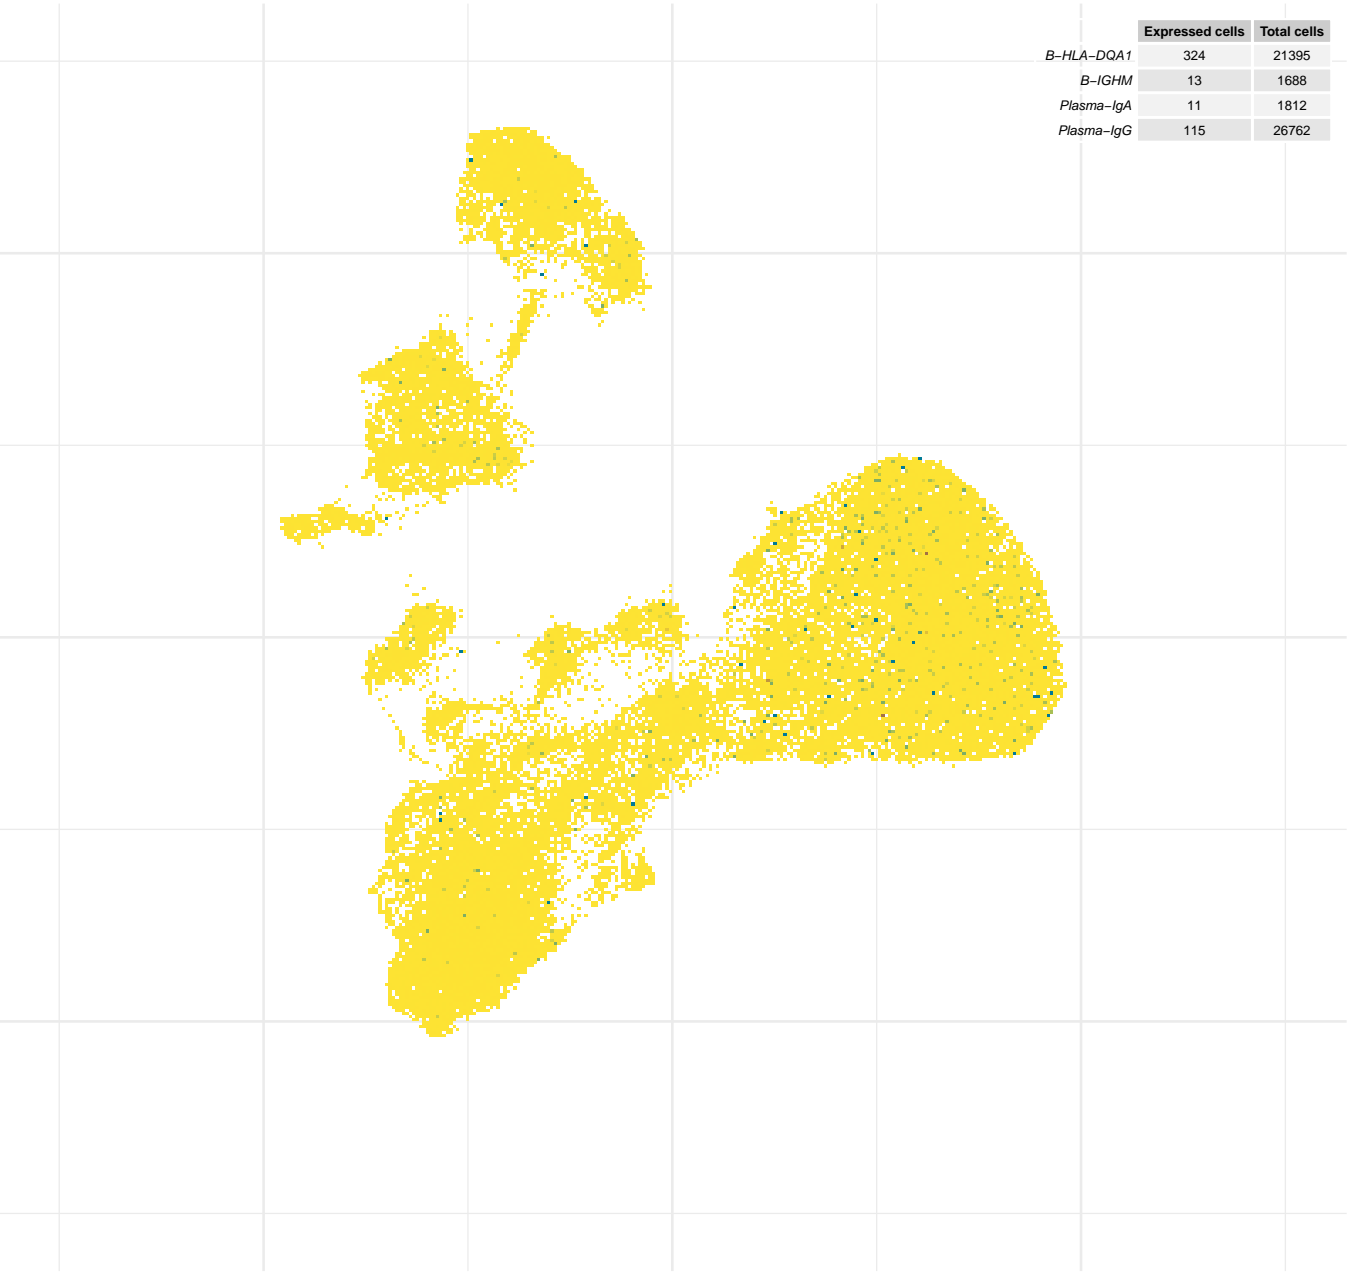 Expressed cells Total cells
B−HLA−DQA1 324 21395
B−IGHM 13 1688
Plasma−IgA 11 1812
Plasma−IgG 115 26762